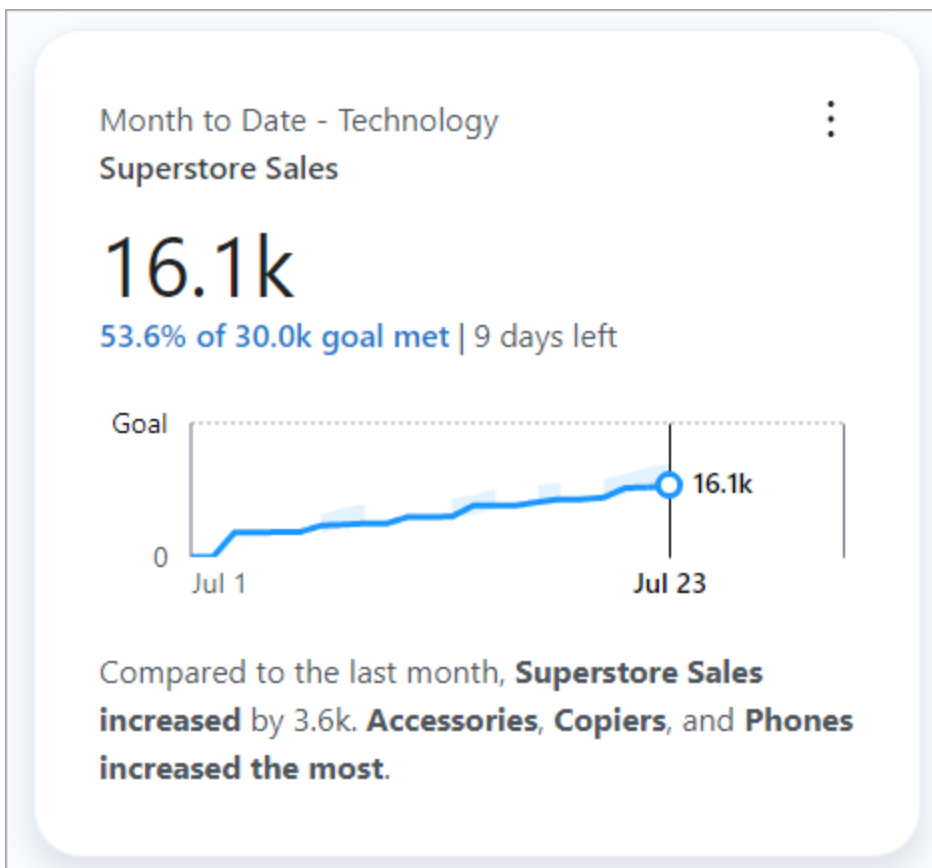 Month to Date - Technology
Superstore Sales
16.1k
53.6% of 30.0k goal met | 9 days left
Goal
16.1k
0
Jul 1
Jul 23
Compared to the last month, Superstore Sales
increased by 3.6k. Accessories, Copiers, and Phones
increased the most.